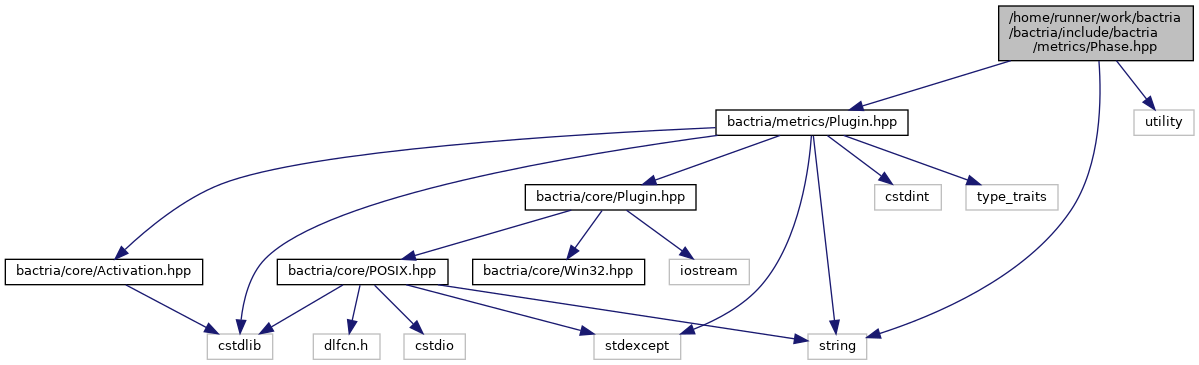 /home/runner/work/bactria
/bactria/include/bactria
/metrics/Phase.hpp
bactria/metrics/Plugin.hpp
utility
bactria/core/Plugin.hpp
cstdint
type_traits
bactria/core/Activation.hpp
bactria/core/POSIX.hpp
bactria/core/Win32.hpp
iostream
cstdlib
dlfcn.h
cstdio
stdexcept
string